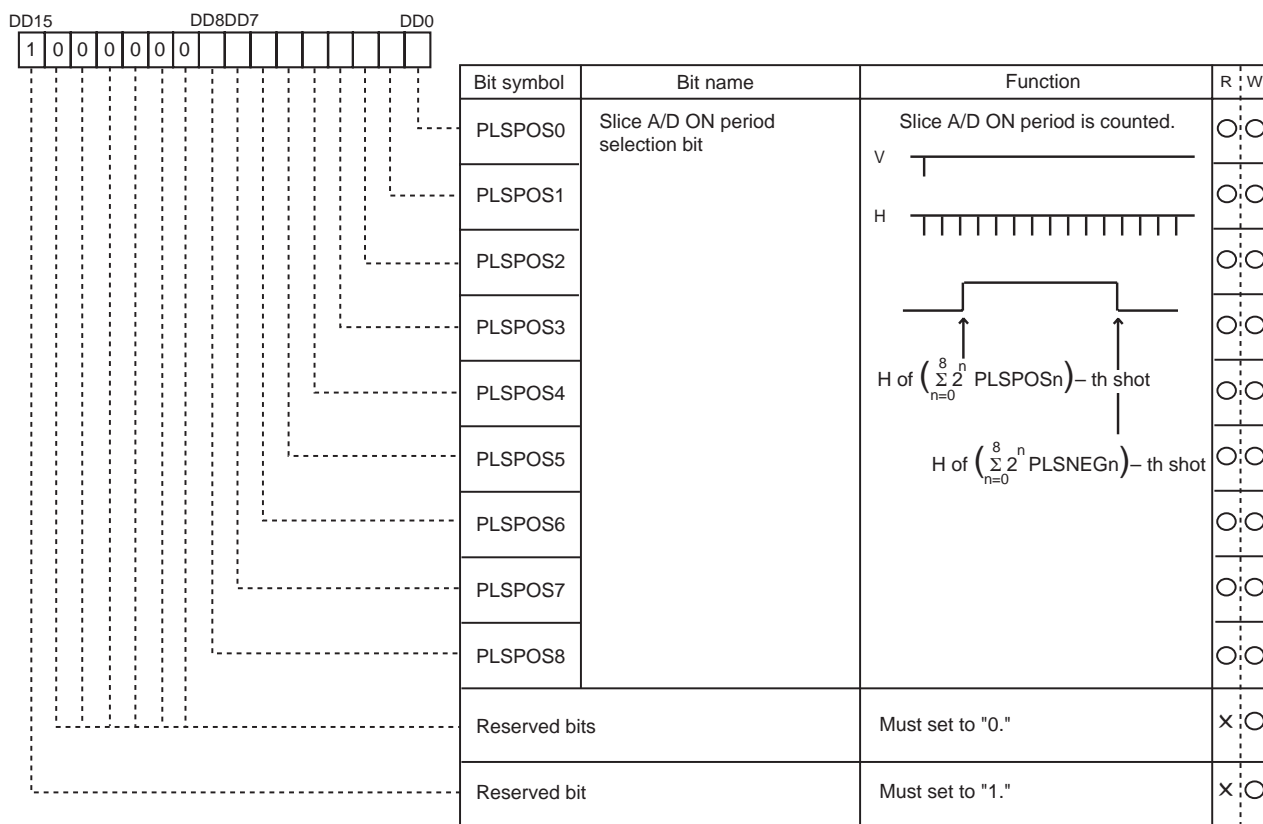 DD15 DD8DD7 DD0
1 0 0 0 0 0 0
Bit symbol Bit name Function R W
PLSPOS0 Slice A/D ON period Slice A/D ON period is counted.
selection bit
V
PLSPOS1
H
PLSPOS2
PLSPOS3
PLSPOS4 H of ( 8 Σ n=0 2 n PLSPOSn)– th shot
PLSPOS5 H of ( 8 Σ n=0 2 n PLSNEGn)– th shot
PLSPOS6
PLSPOS7
PLSPOS8
Reserved bits Must set to "0." X
Reserved bit Must set to "1." X